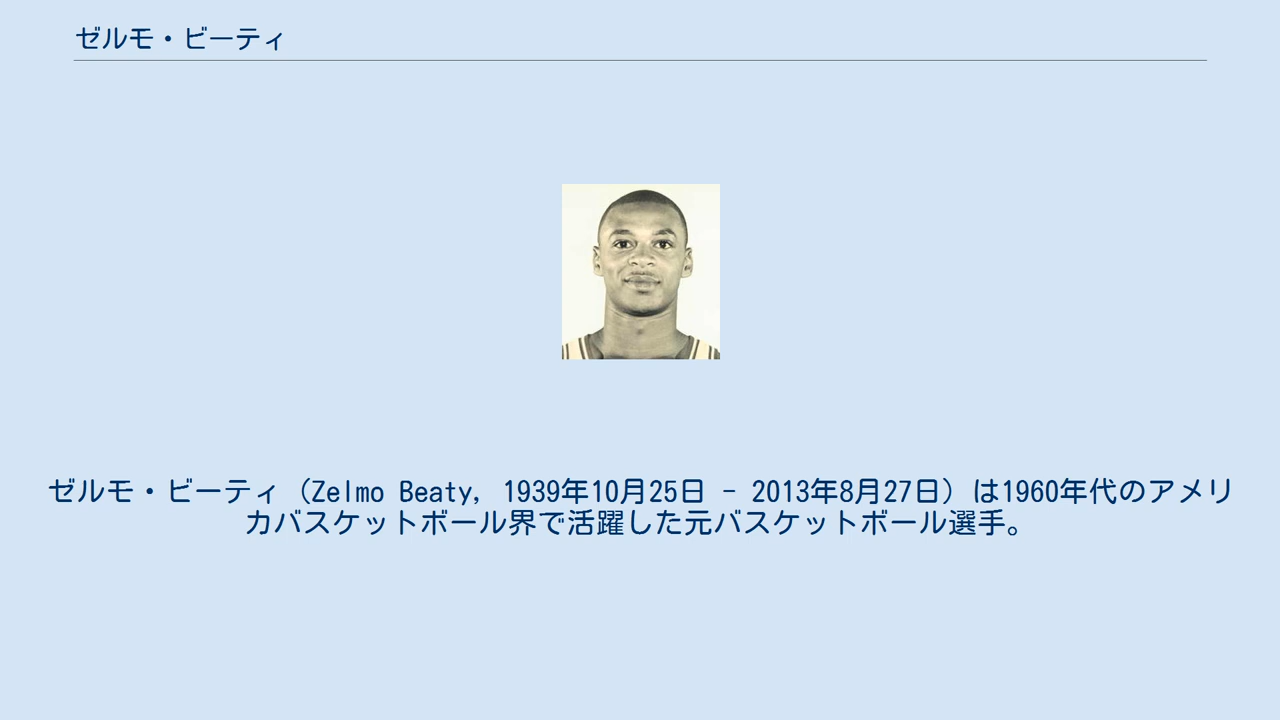 ゼルモ・ビーティ
ゼルモ・ビーティ（Zelmo Beaty, 1939年10月25日 - 2013年8月27日）は1960年代のアメリ
カバスケットボール界で活躍した元バスケットボール選手。